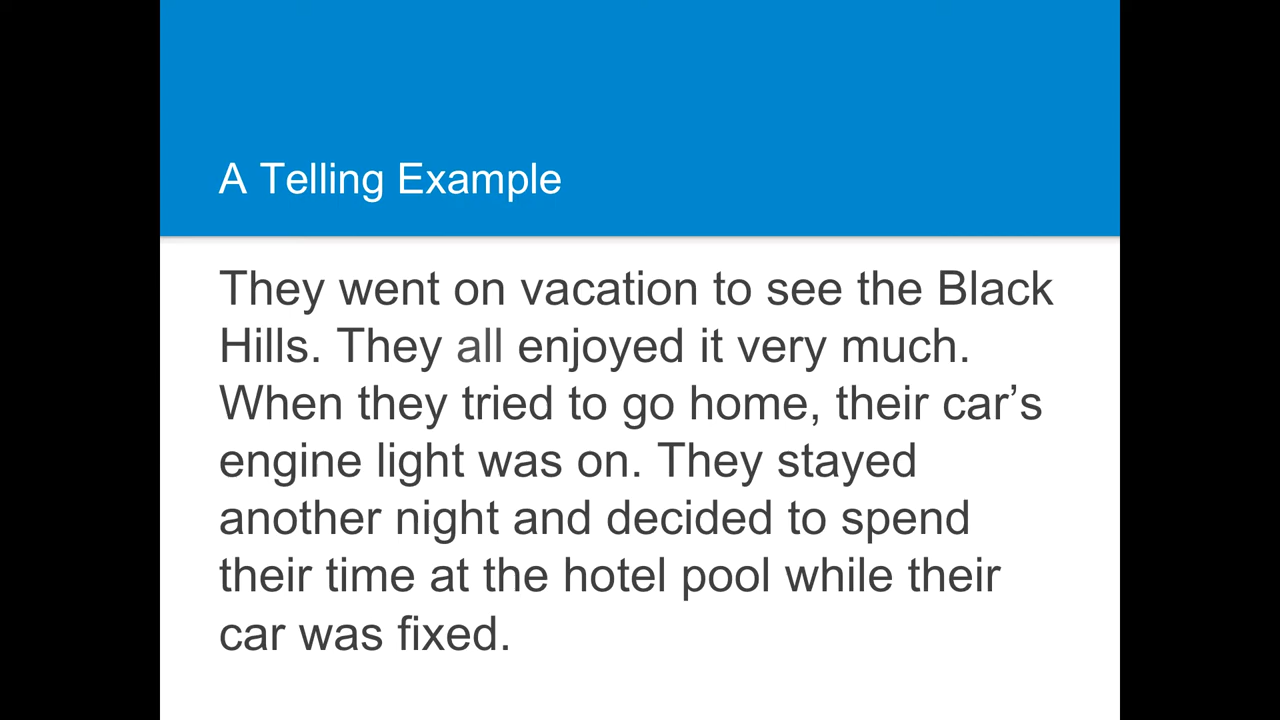 A Telling Example
They went on vacation to see the Black
Hills. They all enjoyed it very much.
When they tried to go home, their car’s
engine light was on. They stayed
another night and decided to spend
their time at the hotel pool while their
car was fixed.